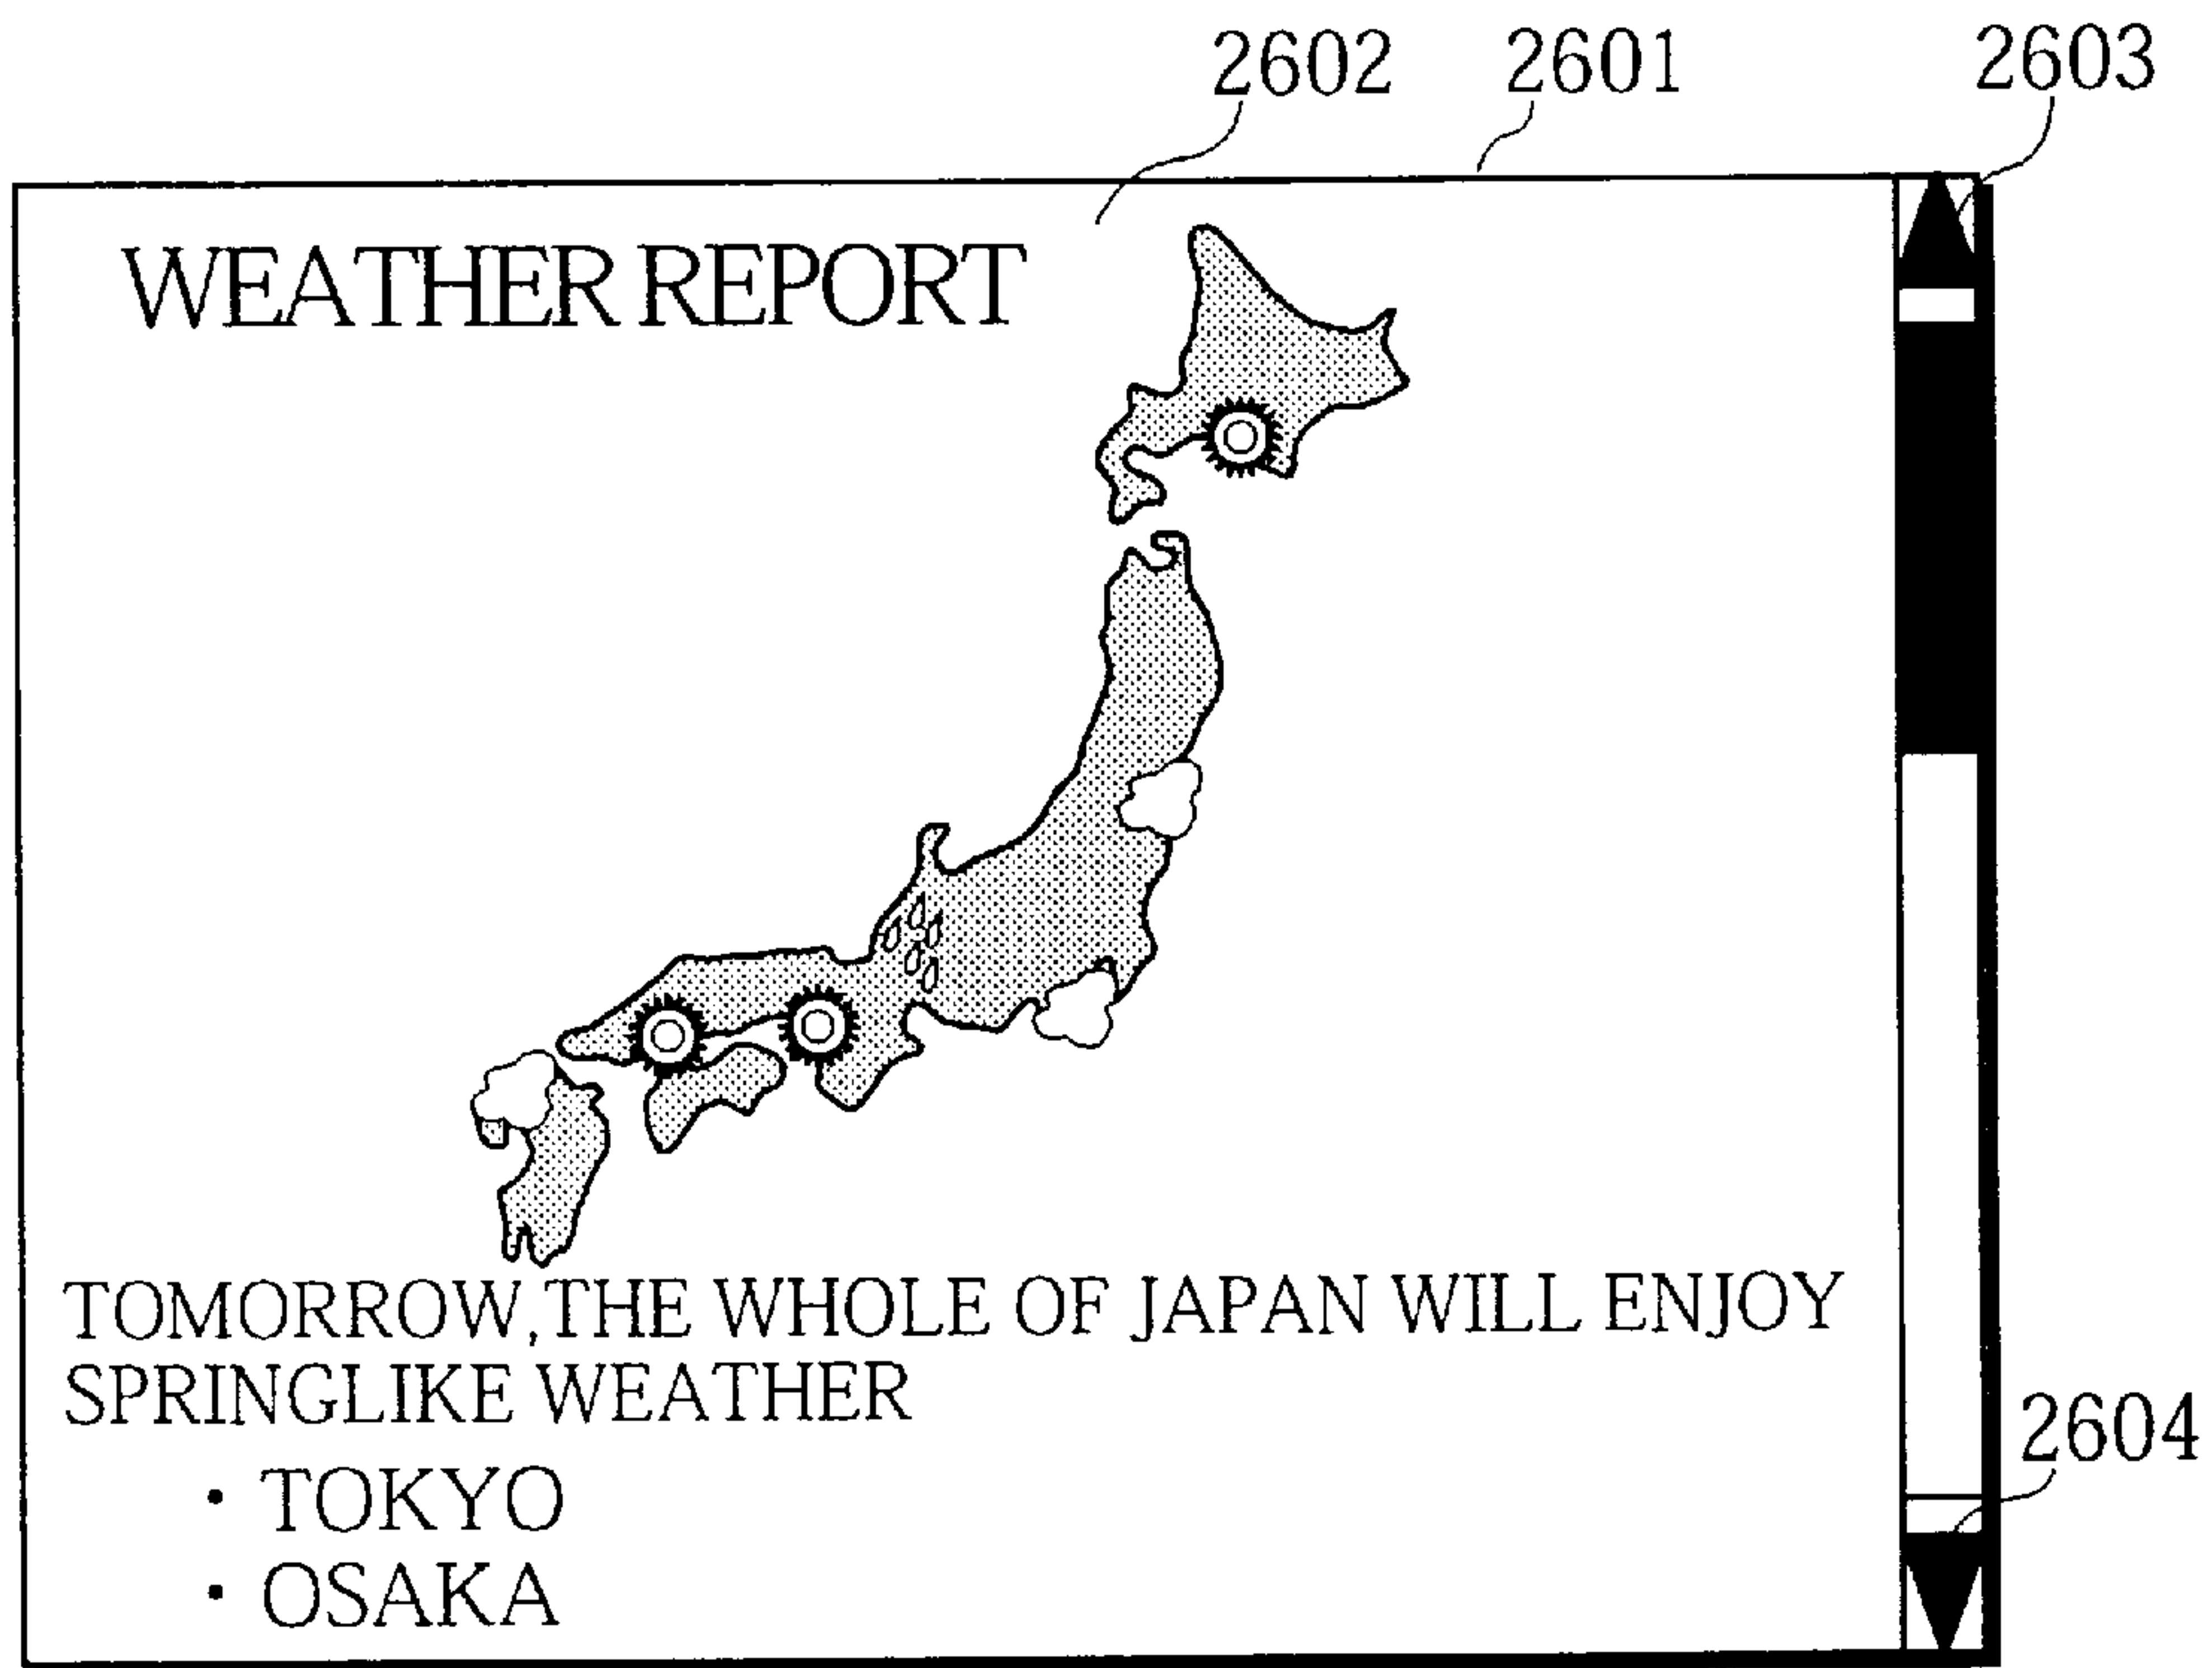 2602 2601 2603
WEATHER REPORT
TOMORROW,THE WHOLE OF JAPAN WILL ENJOY
SPRINGLIKE WEATHER
2604
・ TOKYO
・ OSAKA